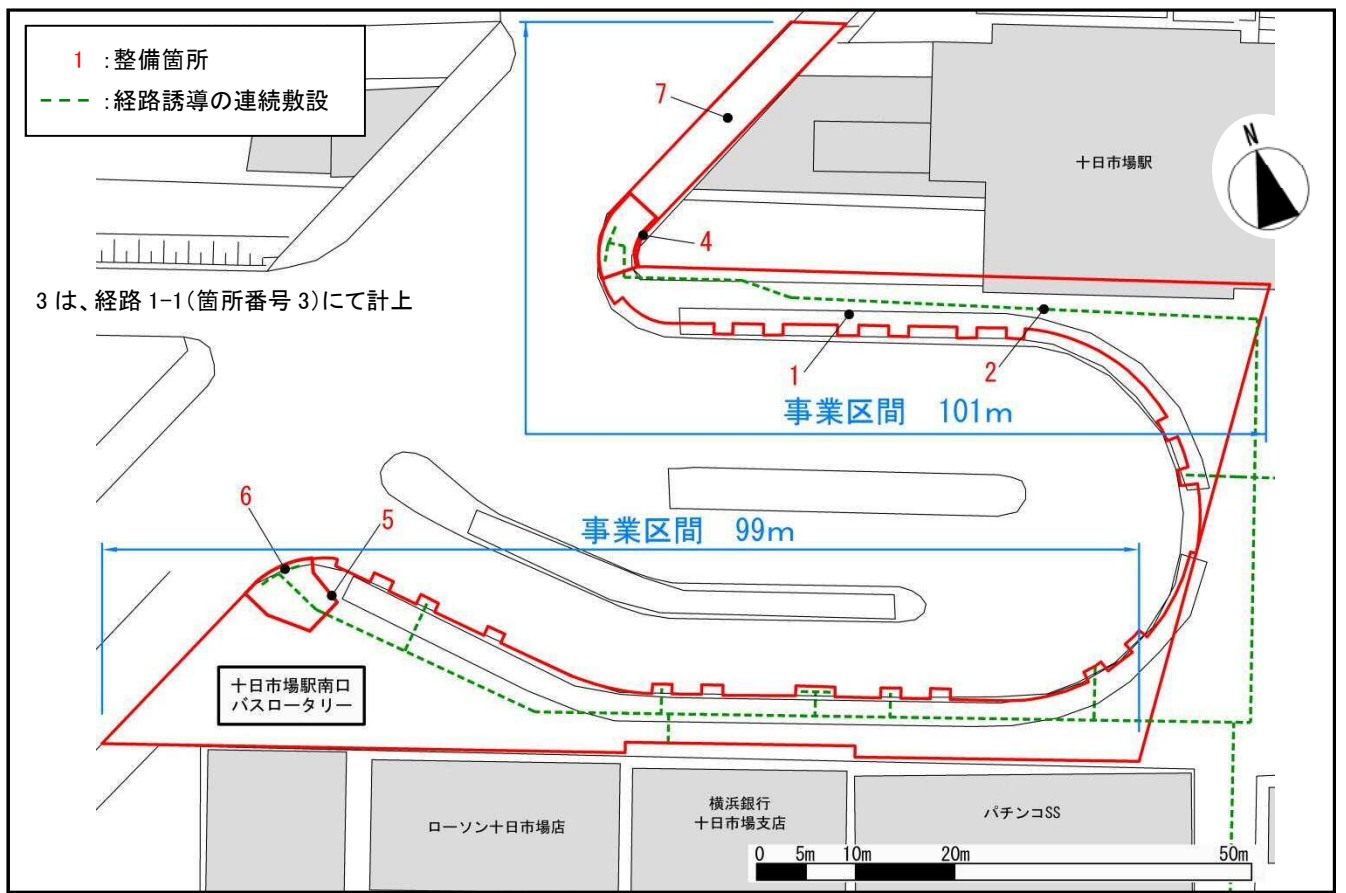 1 :整備箇所
--- :経路誘導の連続敷設
7
N
十日市場駅
4
3は、経路1-1(箇所番号3)にて計上
1
2
事業区間 101m
6
5
事業区間 99m
十日市場駅南口
バスロータリー
ローソン十日市場店
横浜銀行
十日市場支店
パチンコSS
0 5m 10m 20m 50m